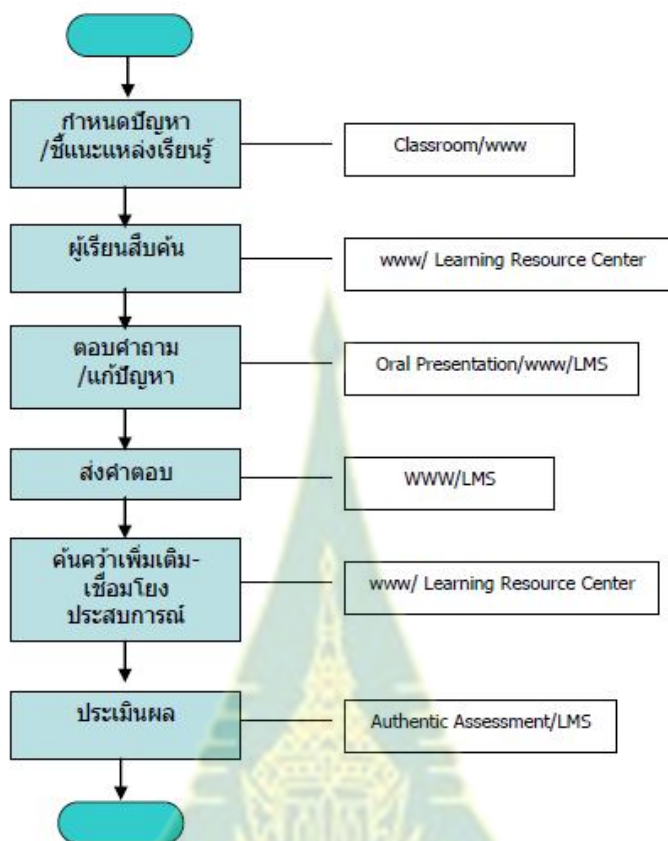 กำหนดปัญหา
/ชี้แนะแหล่งเรียนรู้
Classroom/www
ผู้เรียนสืบค้น
www/ Learning Resource Center
ตอบคำถาม
/แก้ปัญหา
Oral Presentation/www/LMS
ส่งคำตอบ
WWW/LMS
ค้นคว้าเพิ่มเติม-
เชื่อมโยง
ประสบการณ์
www/ Learning Resource Center
ประเมินผล
Authentic Assessment/LMS